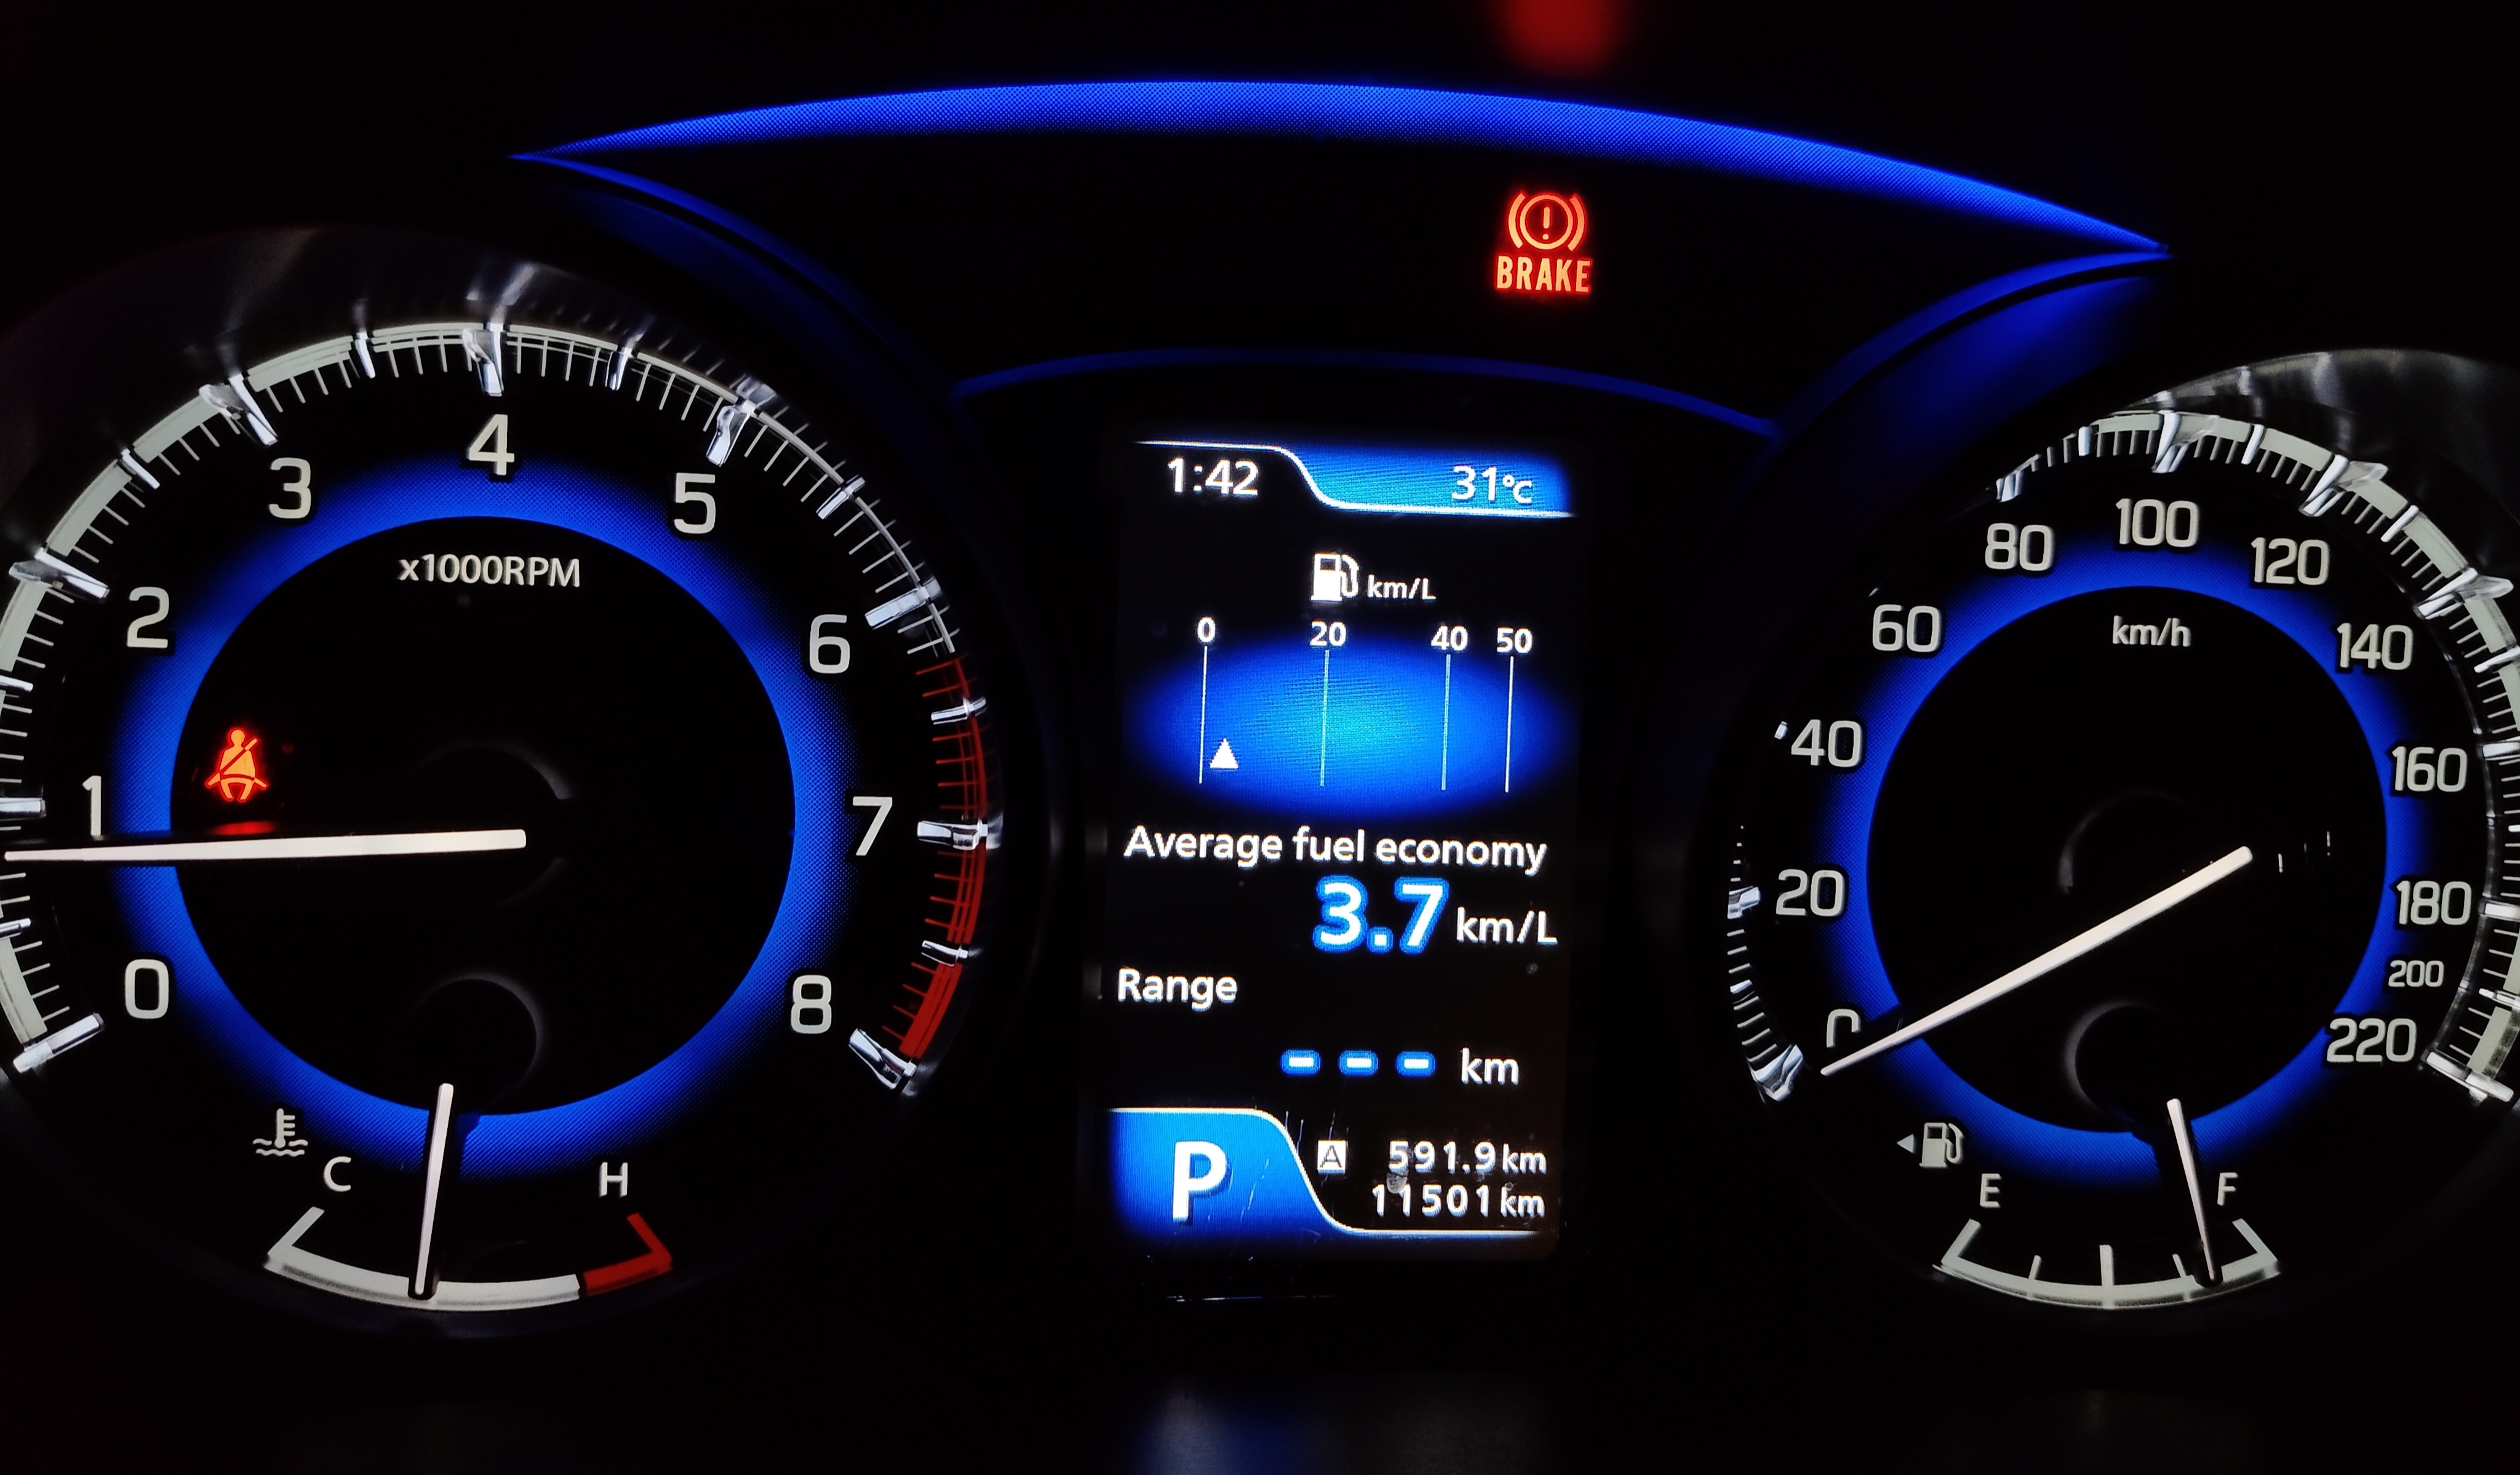 BRAKE
1:42 31°C
km/L
0 20 40 50
Average fuel economy
3.7 km/L
Range
--- km
P
A 591.9 km
11501 km
0
1
2
3
4
5
6
7
8
x1000RPM
C H
0
20
40
60
80
100
120
140
160
180
200
220
km/h
E F